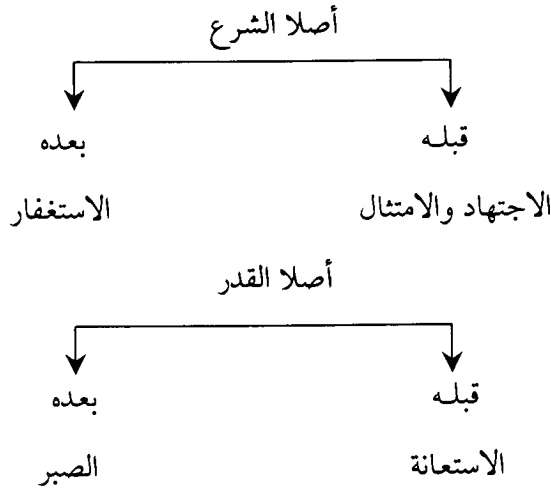 أصلا الشرع
قبله بعده
الاجتهاد والامتثال الاستغفار
أصلا القدر
قبله بعده
الاستعانة الصبر